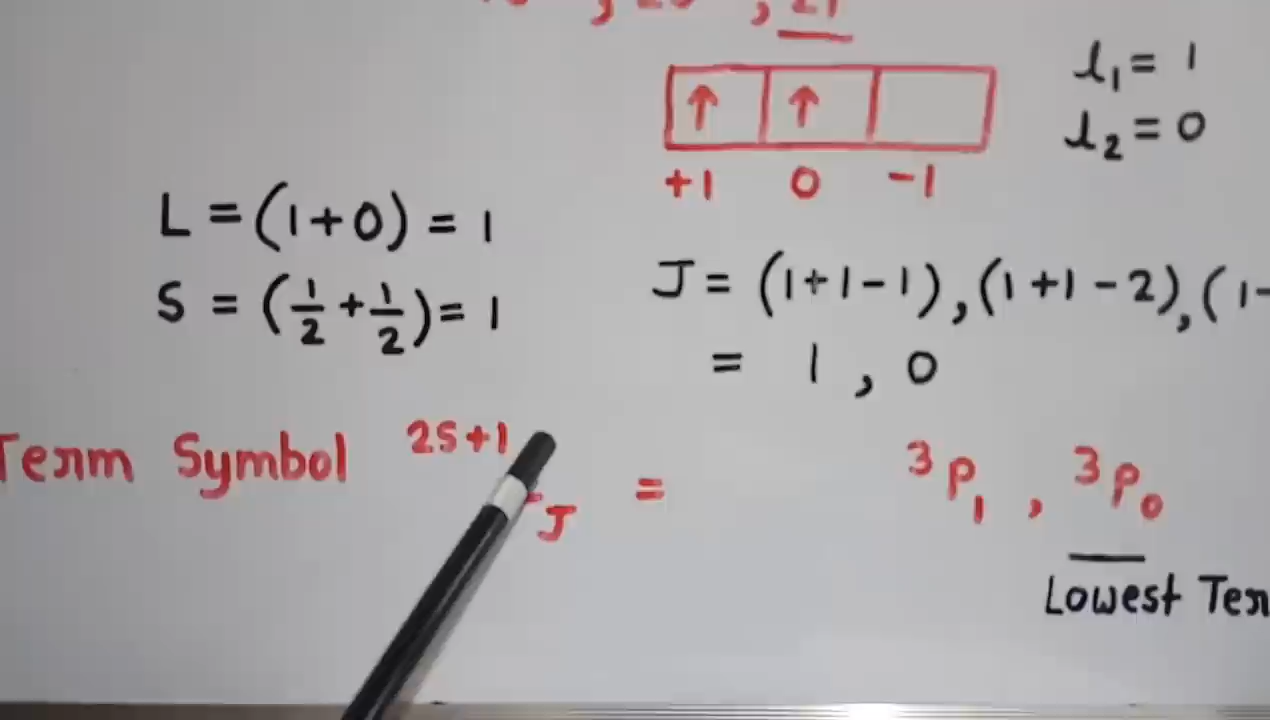 l₁ = 1
l₂ = 0
↑ ↑
+1 0 -1
L = (1+0) = 1
S = (1/2 + 1/2) = 1
J = (1+1-1), (1+1-2), (1-
= 1, 0
Term Symbol 2S+1 J = ³P₁, ³P₀
Lowest Ter